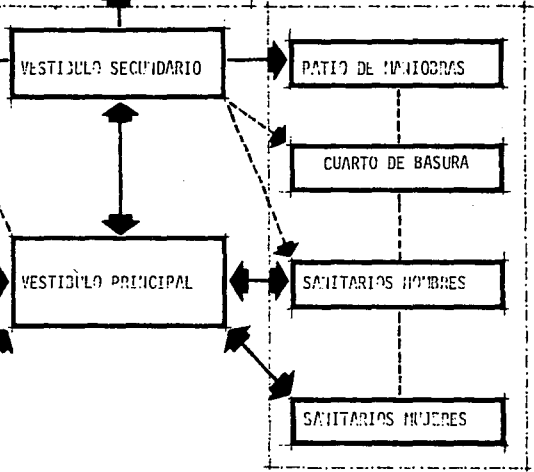 VESTIBULO SECUNDARIO
PATIO DE MANIOBRAS
CUARTO DE BASURA
VESTIBULO PRINCIPAL
SANITARIOS HOMBRES
SANITARIOS MUJERES